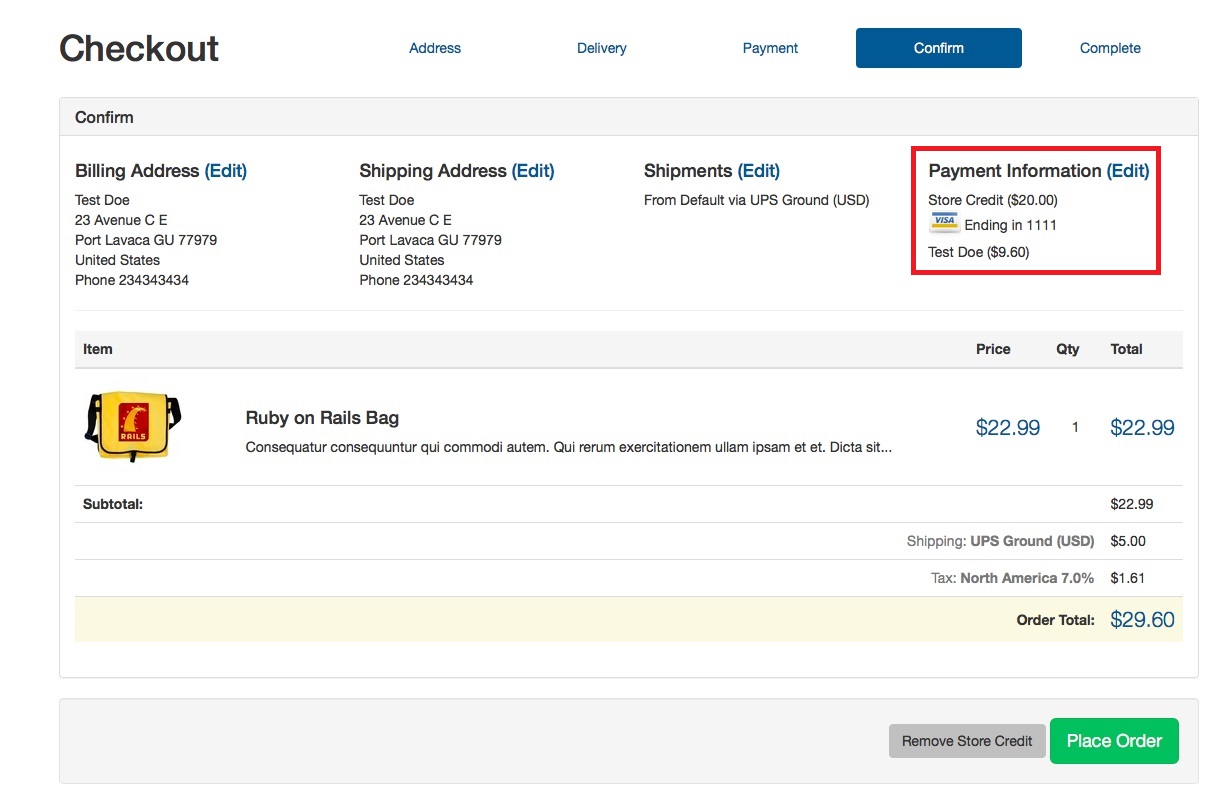 Checkout
Address
Delivery
Payment
Confirm
Complete
Confirm
Billing Address (Edit)
Test Doe
23 Avenue C E
Port Lavaca GU 77979
United States
Phone 234343434
Shipping Address (Edit)
Test Doe
23 Avenue C E
Port Lavaca GU 77979
United States
Phone 234343434
Shipments (Edit)
From Default via UPS Ground (USD)
Payment Information (Edit)
Store Credit ($20.00)
VISA Ending in 1111
Test Doe ($9.60)
Item Price Qty Total
RAILS
Ruby on Rails Bag
Consequatur consequuntur qui commodi autem. Qui rerum exercitationem ullam ipsam et et. Dicta sit...
$22.99 1 $22.99
Subtotal: $22.99
Shipping: UPS Ground (USD) $5.00
Tax: North America 7.0% $1.61
Order Total: $29.60
Remove Store Credit
Place Order